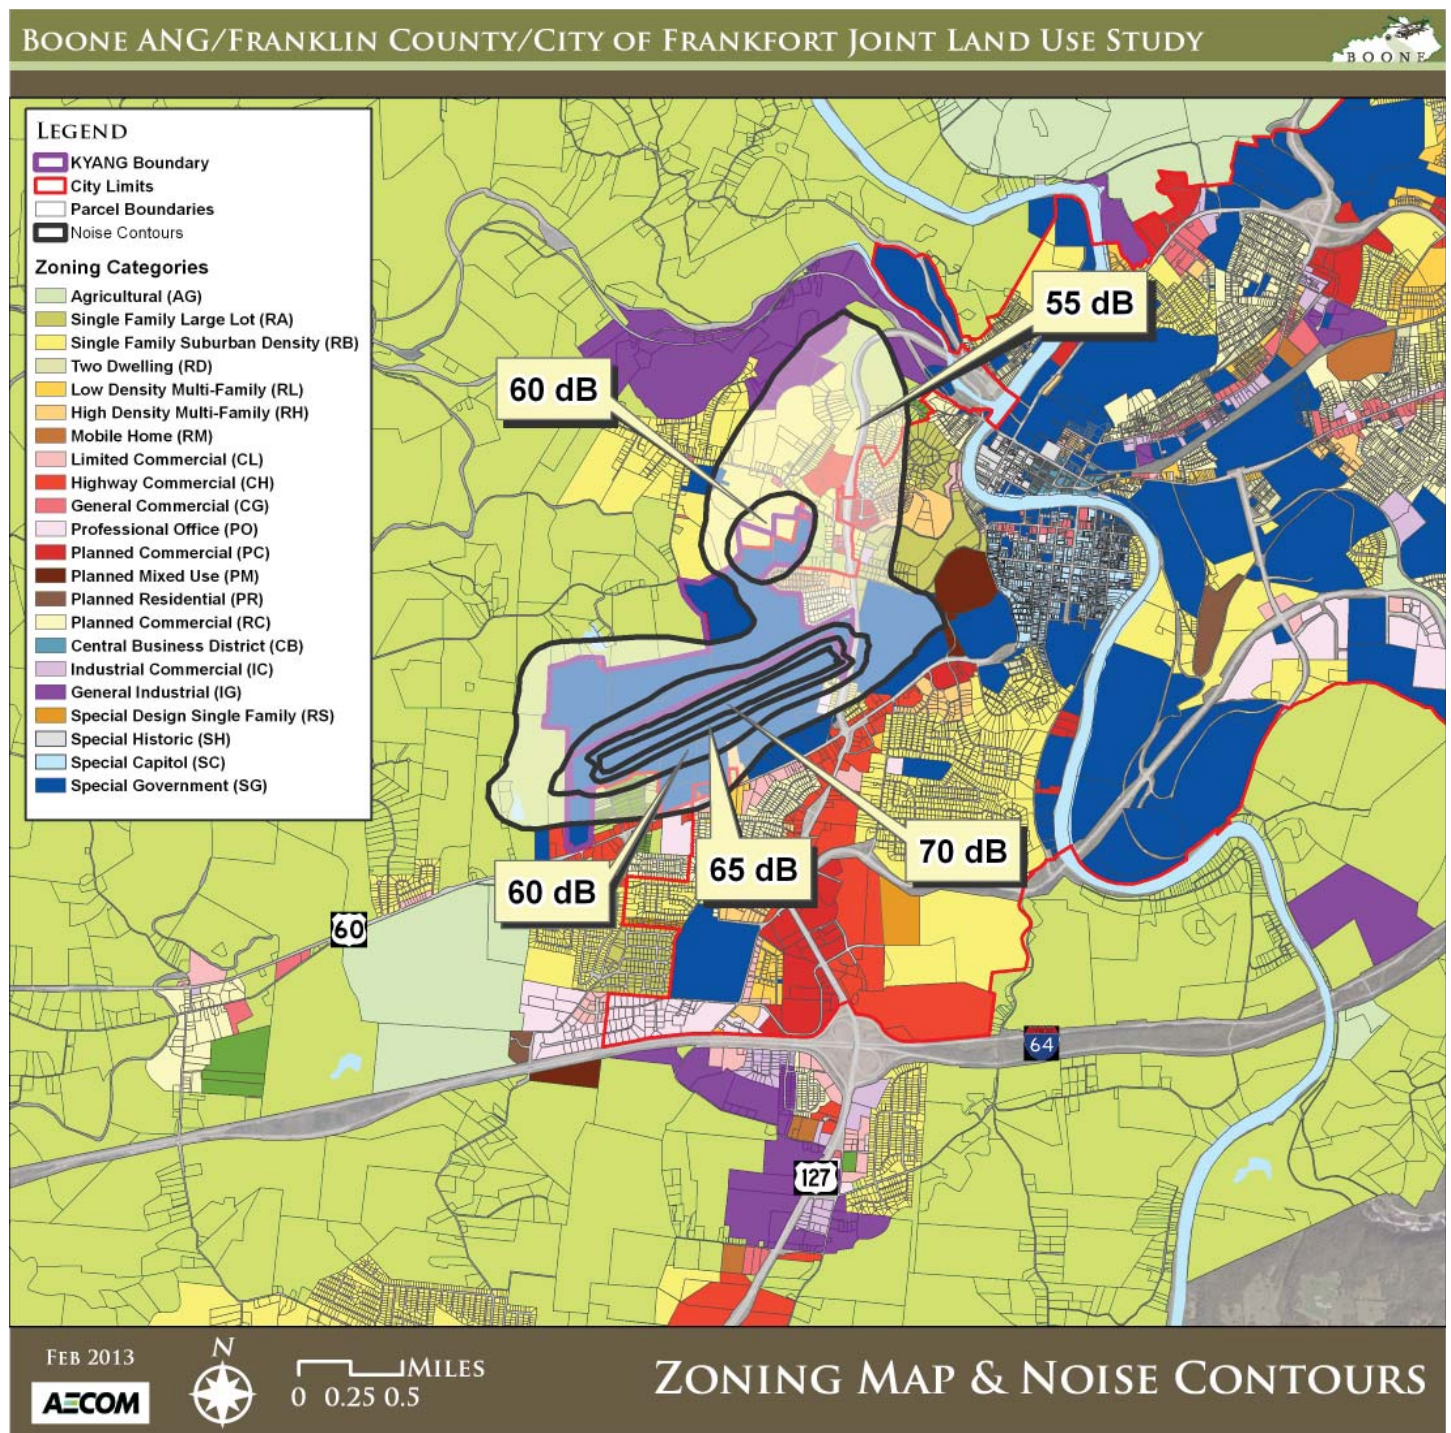 BOONE ANG/FRANKLIN COUNTY/CITY OF FRANKFORT JOINT LAND USE STUDY
BOONE
LEGEND
KYANG Boundary
City Limits
Parcel Boundaries
Noise Contours
Zoning Categories
Agricultural (AG)
Single Family Large Lot (RA)
Single Family Suburban Density (RB)
Two Dwelling (RD)
Low Density Multi-Family (RL)
High Density Multi-Family (RH)
Mobile Home (RM)
Limited Commercial (CL)
Highway Commercial (CH)
General Commercial (CG)
Professional Office (PO)
Planned Commercial (PC)
Planned Mixed Use (PM)
Planned Residential (PR)
Planned Commercial (RC)
Central Business District (CB)
Industrial Commercial (IC)
General Industrial (IG)
Special Design Single Family (RS)
Special Historic (SH)
Special Capitol (SC)
Special Government (SG)
55 dB
60 dB
70 dB
65 dB
60 dB
60
64
127
FEB 2013
AECOM
N
MILES
0 0.25 0.5
ZONING MAP & NOISE CONTOURS